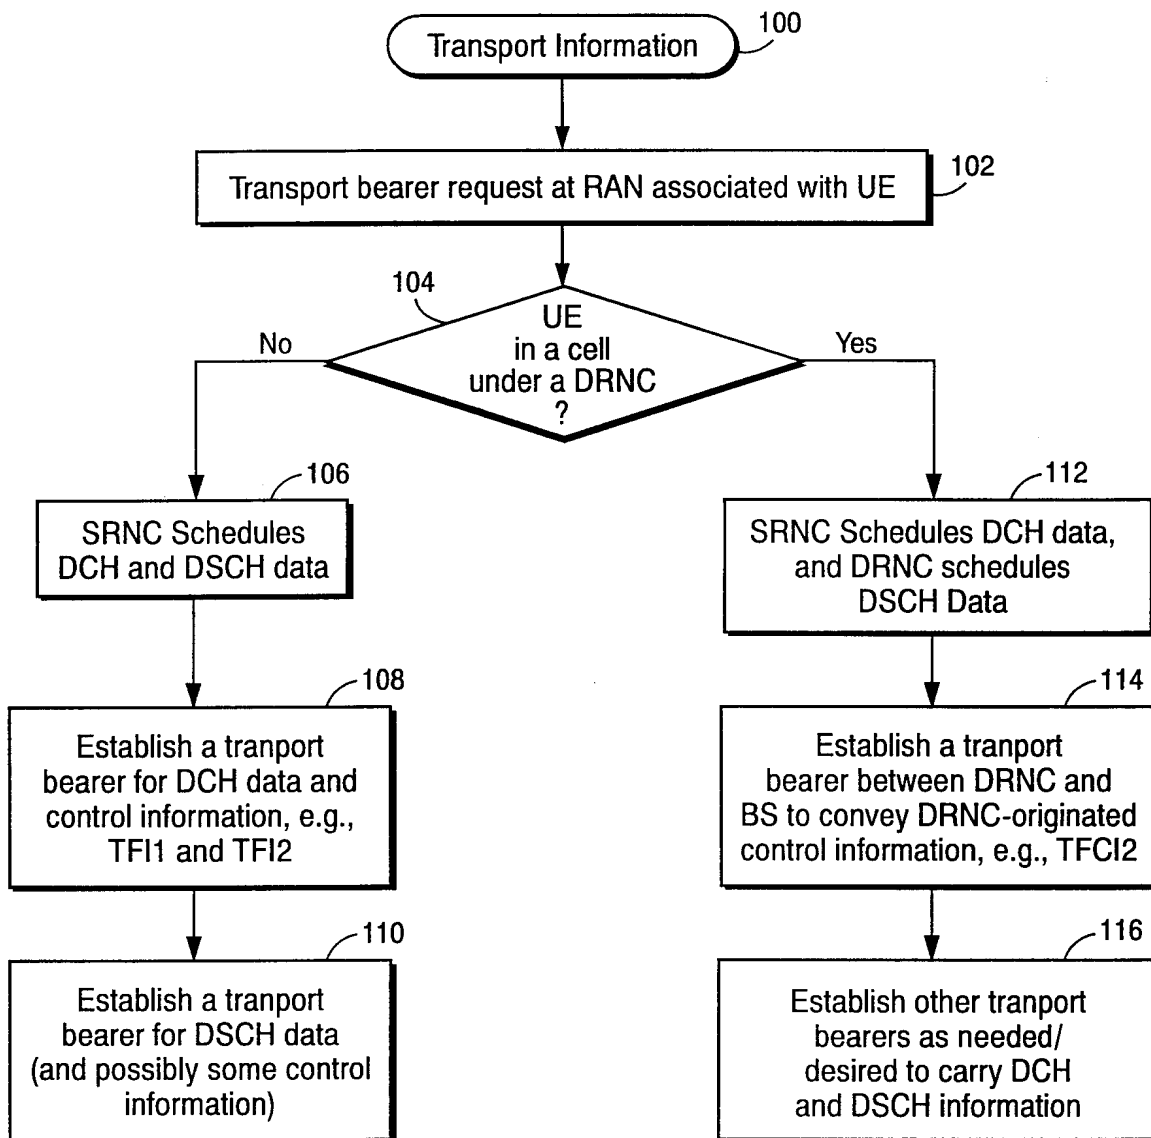 Transport Information
100
Transport bearer request at RAN associated with UE
102
104
UE
in a cell
under a DRNC
?
No
Yes
106
SRNC Schedules
DCH and DSCH data
112
SRNC Schedules DCH data,
and DRNC schedules
DSCH Data
108
Establish a tranport
bearer for DCH data and
control information, e.g.,
TFI1 and TFI2
114
Establish a tranport
bearer between DRNC and
BS to convey DRNC-originated
control information, e.g., TFCI2
110
Establish a tranport
bearer for DSCH data
(and possibly some control
information)
116
Establish other tranport
bearers as needed/
desired to carry DCH
and DSCH information